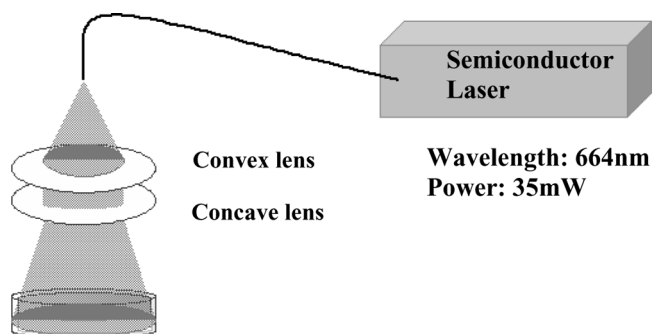 Semiconductor
Laser
Convex lens
Wavelength: 664nm
Power: 35mW
Concave lens